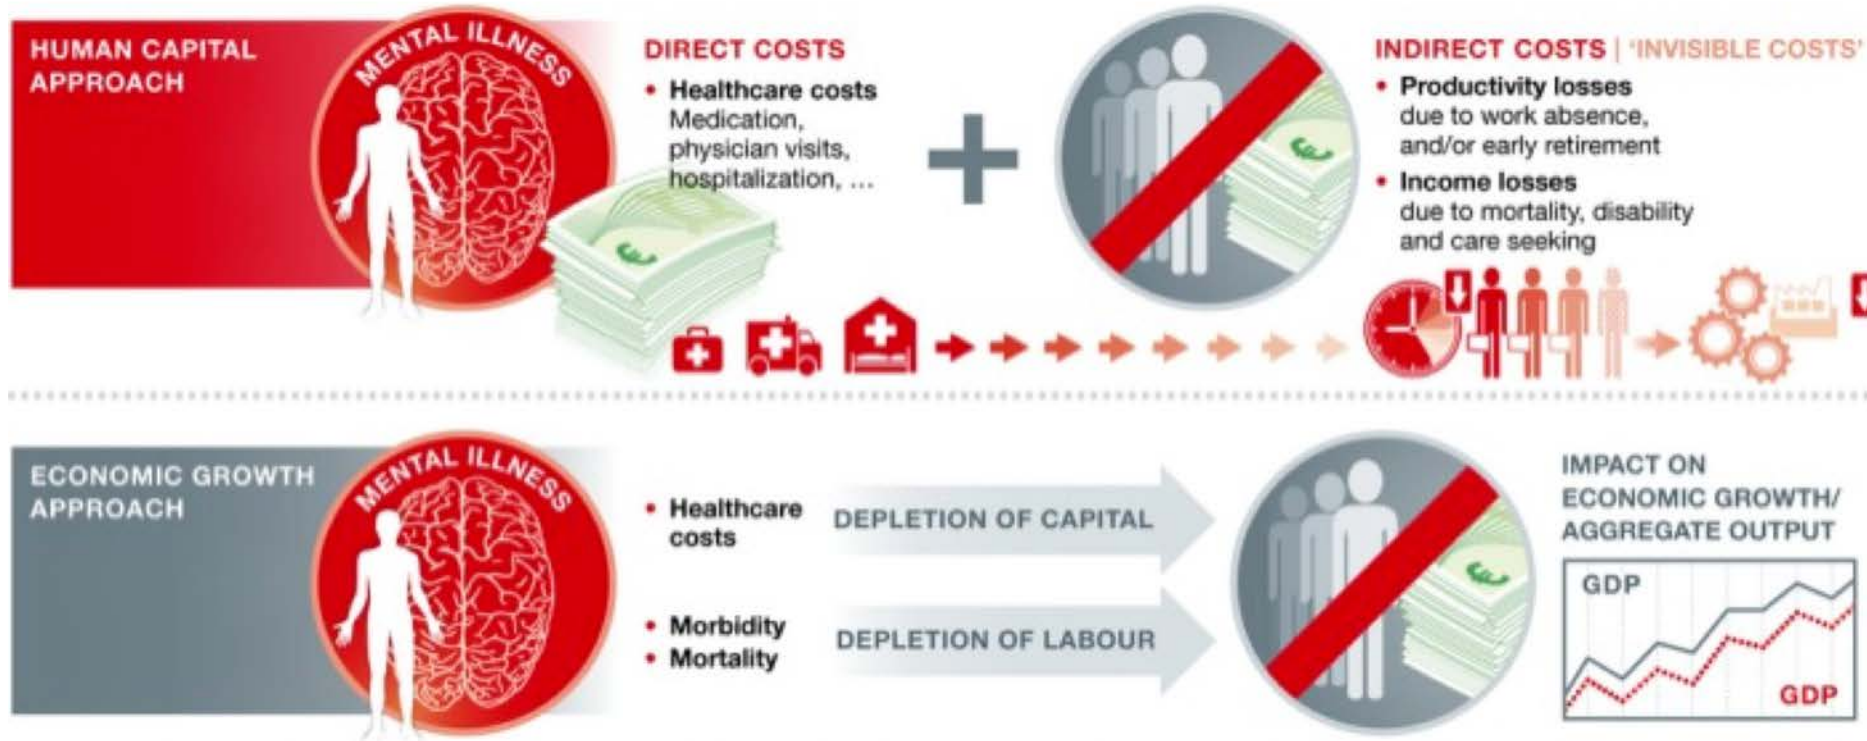 HUMAN CAPITAL
APPROACH
MENTAL ILLNESS
DIRECT COSTS
• Healthcare costs
Medication,
physician visits,
hospitalization, ...
INDIRECT COSTS | 'INVISIBLE COSTS'
• Productivity losses
due to work absence,
and/or early retirement
• Income losses
due to mortality, disability
and care seeking
ECONOMIC GROWTH
APPROACH
MENTAL ILLNESS
• Healthcare
costs
DEPLETION OF CAPITAL
• Morbidity
• Mortality
DEPLETION OF LABOUR
IMPACT ON
ECONOMIC GROWTH/
AGGREGATE OUTPUT
GDP
GDP